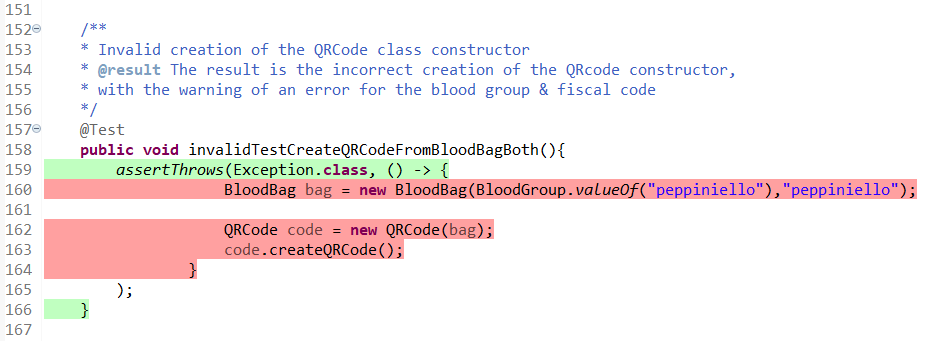 151
152 /**
153 * Invalid creation of the QRCode class constructor
154 * @result The result is the incorrect creation of the QRcode constructor,
155 * with the warning of an error for the blood group & fiscal code
156 */
157 @Test
158 public void invalidTestCreateQRCodeFromBloodBagBoth(){
159 assertThrows(Exception.class, () -> {
160 BloodBag bag = new BloodBag(BloodGroup.valueOf("peppiniello"),"peppiniello");
161
162 QRCode code = new QRCode(bag);
163 code.createQRCode();
164 }
165 );
166 }
167